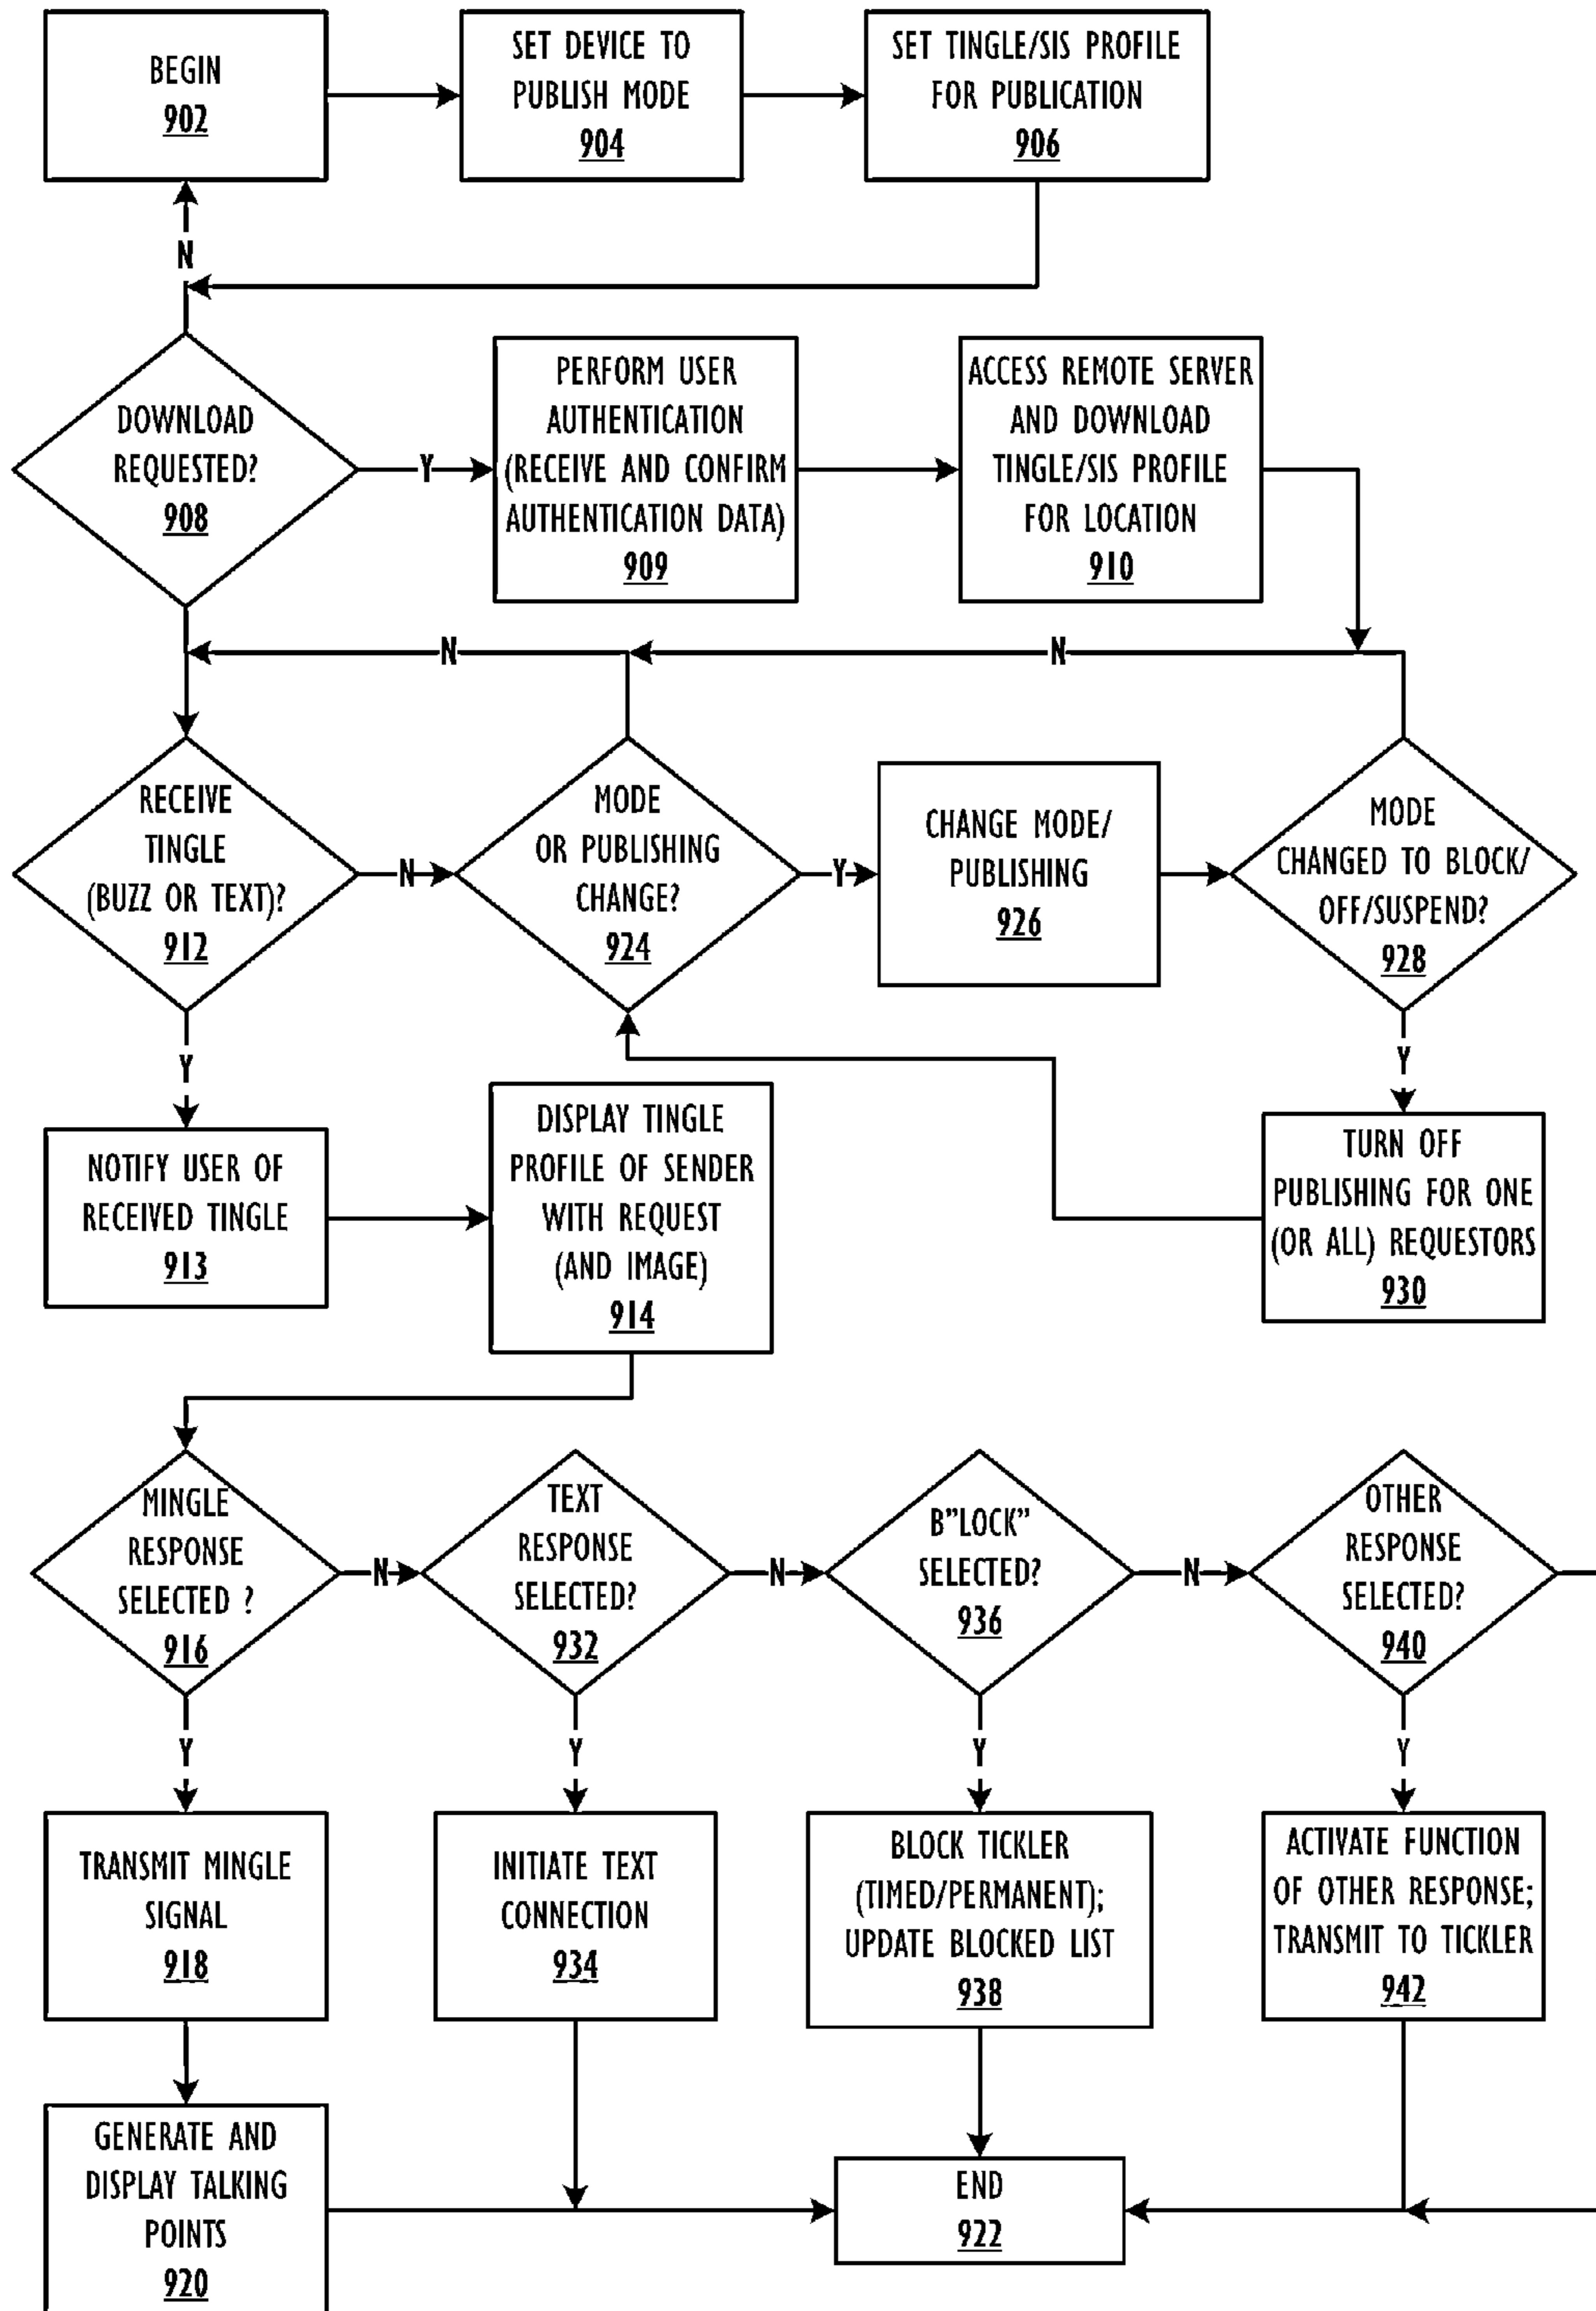 BEGIN
902
SET DEVICE TO
PUBLISH MODE
904
SET TINGLE/SIS PROFILE
FOR PUBLICATION
906
N
DOWNLOAD
REQUESTED?
908
Y
PERFORM USER
AUTHENTICATION
(RECEIVE AND CONFIRM
AUTHENTICATION DATA)
909
ACCESS REMOTE SERVER
AND DOWNLOAD
TINGLE/SIS PROFILE
FOR LOCATION
910
N
N
RECEIVE
TINGLE
(BUZZ OR TEXT)?
912
N
MODE
OR PUBLISHING
CHANGE?
924
Y
CHANGE MODE/
PUBLISHING
926
MODE
CHANGED TO BLOCK/
OFF/SUSPEND?
928
Y
Y
NOTIFY USER OF
RECEIVED TINGLE
913
DISPLAY TINGLE
PROFILE OF SENDER
WITH REQUEST
(AND IMAGE)
914
TURN OFF
PUBLISHING FOR ONE
(OR ALL) REQUESTORS
930
MINGLE
RESPONSE
SELECTED ?
916
N
TEXT
RESPONSE
SELECTED?
932
N
B"LOCK"
SELECTED?
936
N
OTHER
RESPONSE
SELECTED?
940
Y
Y
Y
Y
TRANSMIT MINGLE
SIGNAL
918
INITIATE TEXT
CONNECTION
934
BLOCK TICKLER
(TIMED/PERMANENT);
UPDATE BLOCKED LIST
938
ACTIVATE FUNCTION
OF OTHER RESPONSE;
TRANSMIT TO TICKLER
942
GENERATE AND
DISPLAY TALKING
POINTS
920
END
922